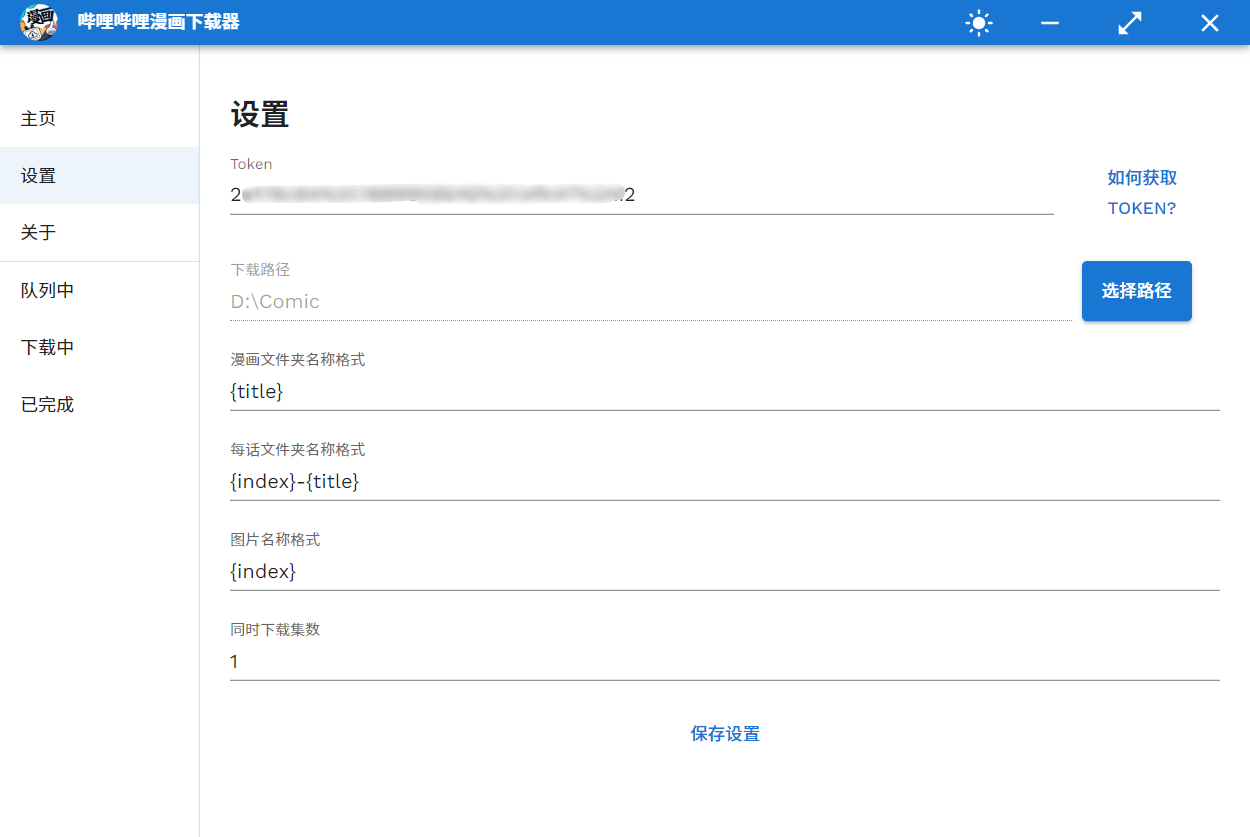 哔哩哔哩漫画下载器
主页
设置
关于
队列中
下载中
已完成
设置
Token
如何获取
TOKEN?
下载路径
D:\Comic
选择路径
漫画文件夹名称格式
{title}
每话文件夹名称格式
{index}-{title}
图片名称格式
{index}
同时下载集数
1
保存设置